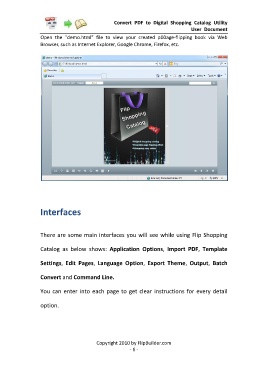 Convert PDF to Digital Shopping Catalog Utility
User Document
Open the "demo.html" file to view your created pOOage-flipping book via Web
Browser, such as Internet Explorer, Google Chrome, Firefox, etc.
Flip
Shopping
Catalog
Interfaces
There are some main interfaces you will see while using Flip Shopping
Catalog as below shows: Application Options, Import PDF, Template
Settings, Edit Pages, Language Option, Export Theme, Output, Batch
Convert and Command Line.
You can enter into each page to get clear instructions for every detail
option.
Copyright 2010 by FlipBuilder.com
- 6 -